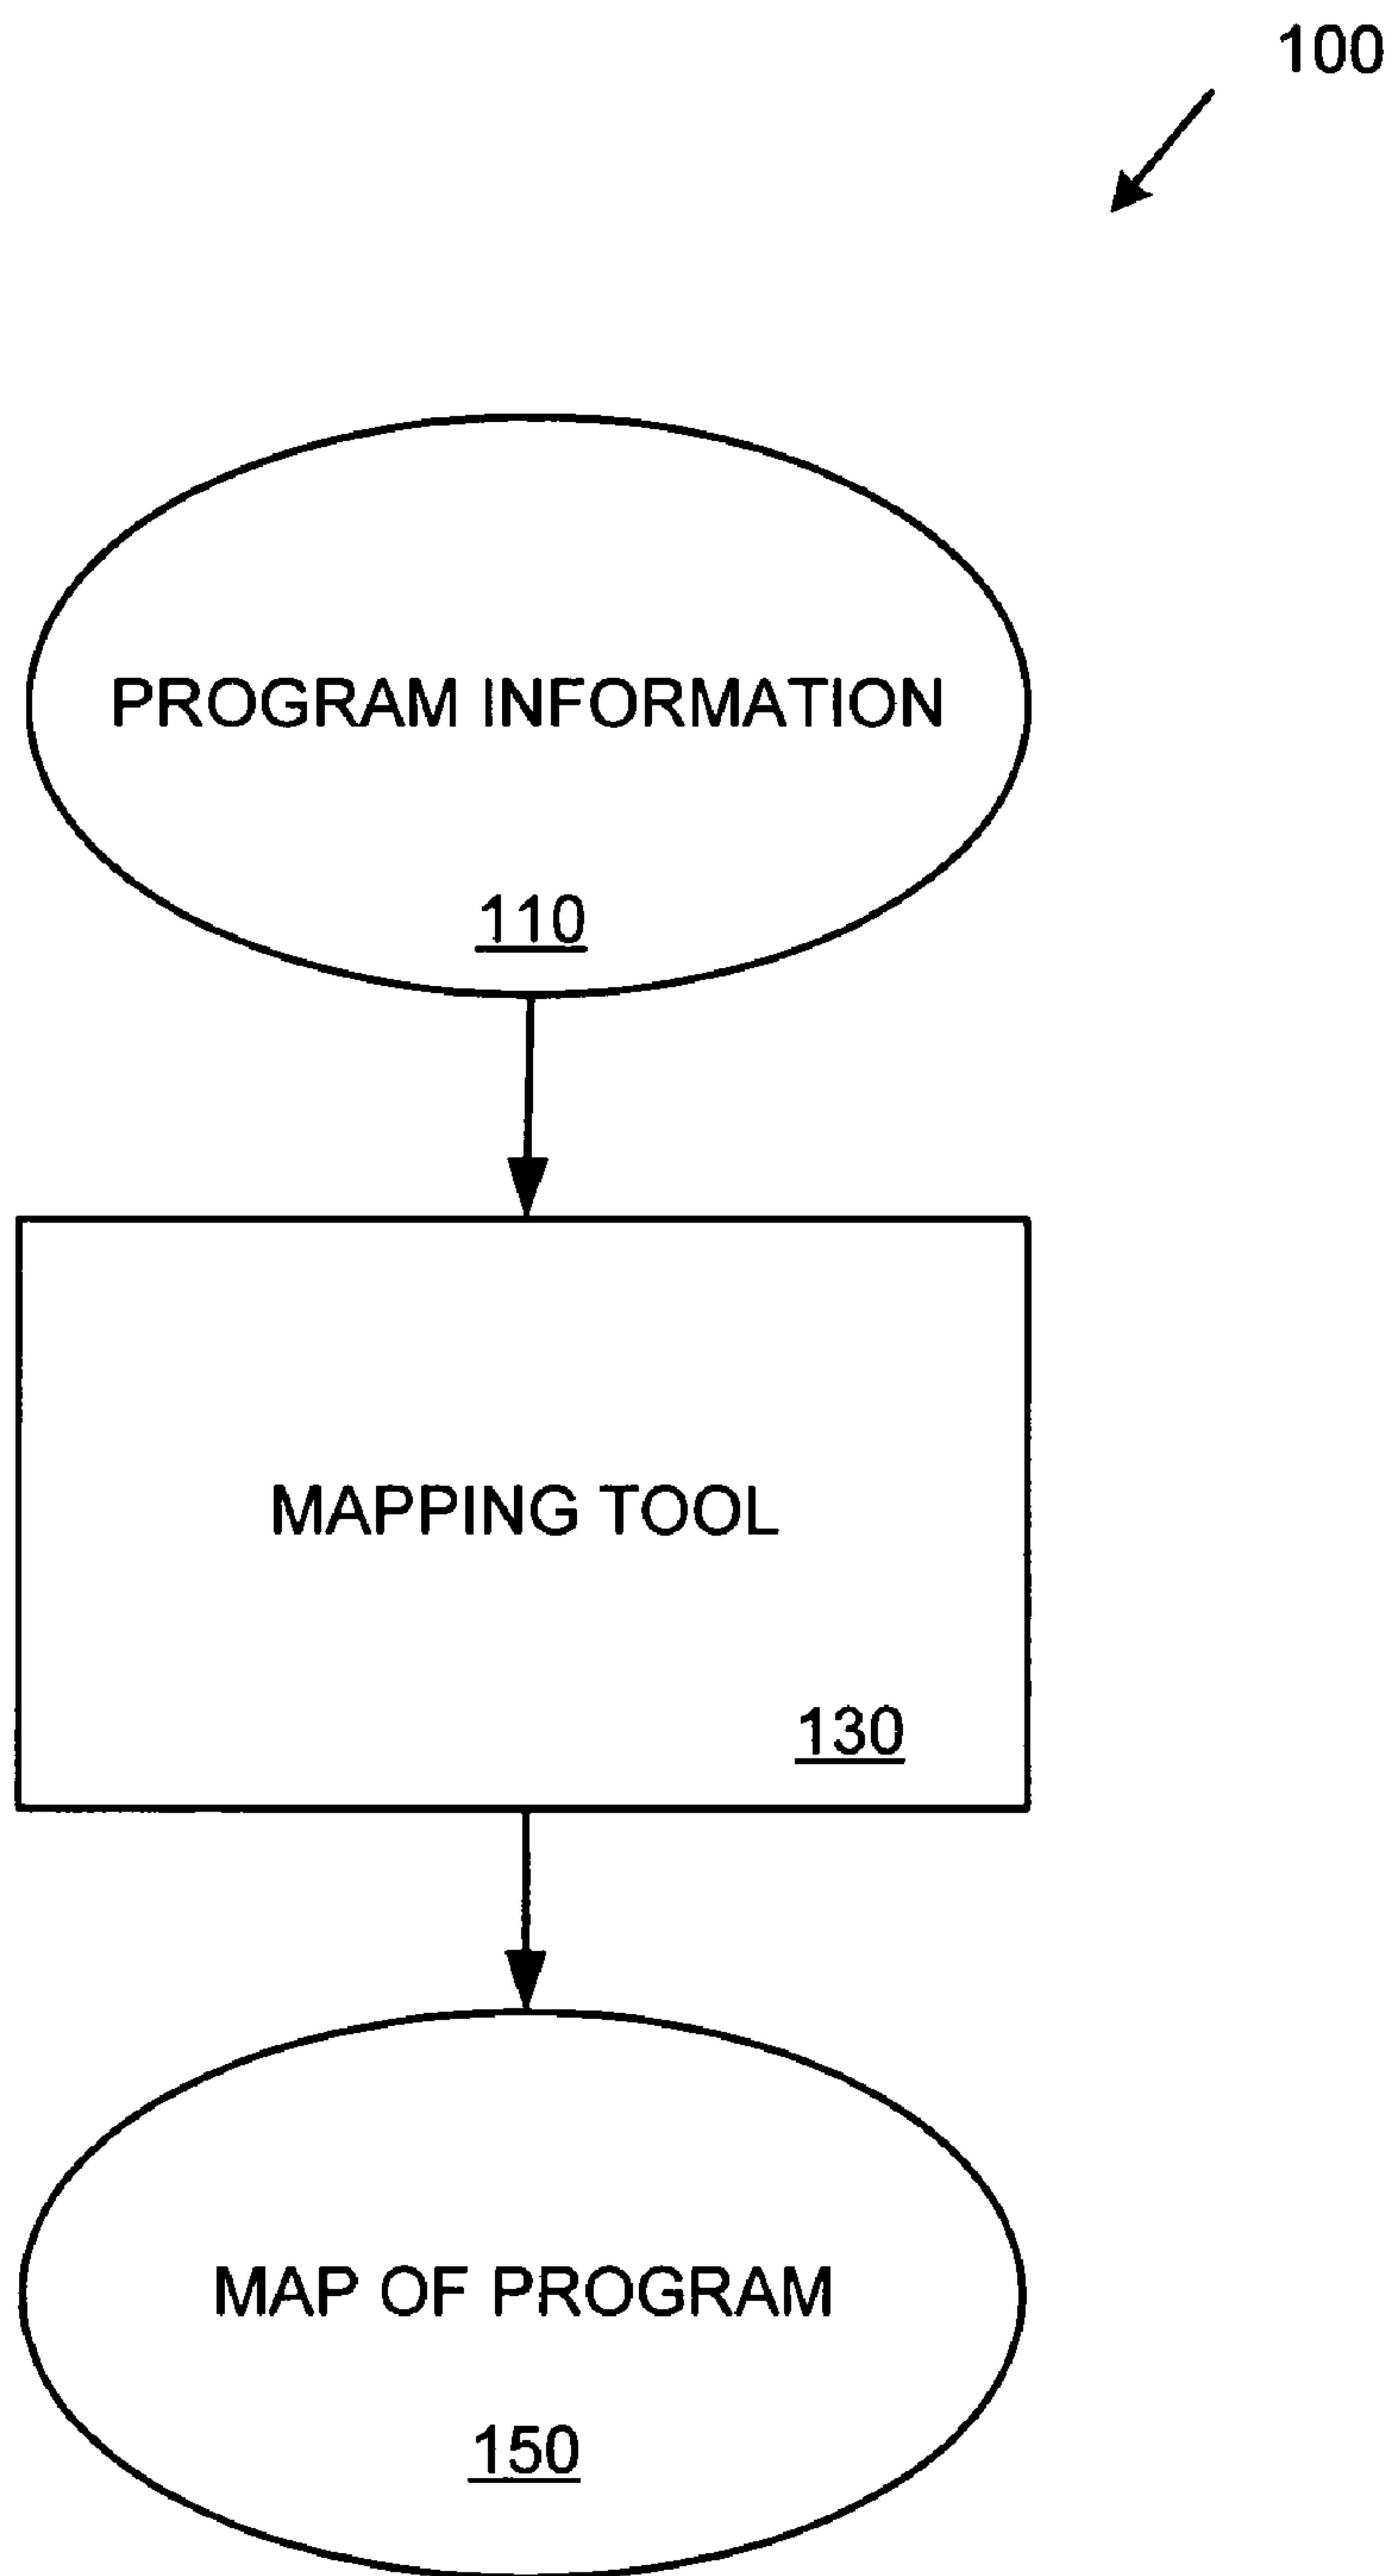 100
PROGRAM INFORMATION
110
MAPPING TOOL
130
MAP OF PROGRAM
150